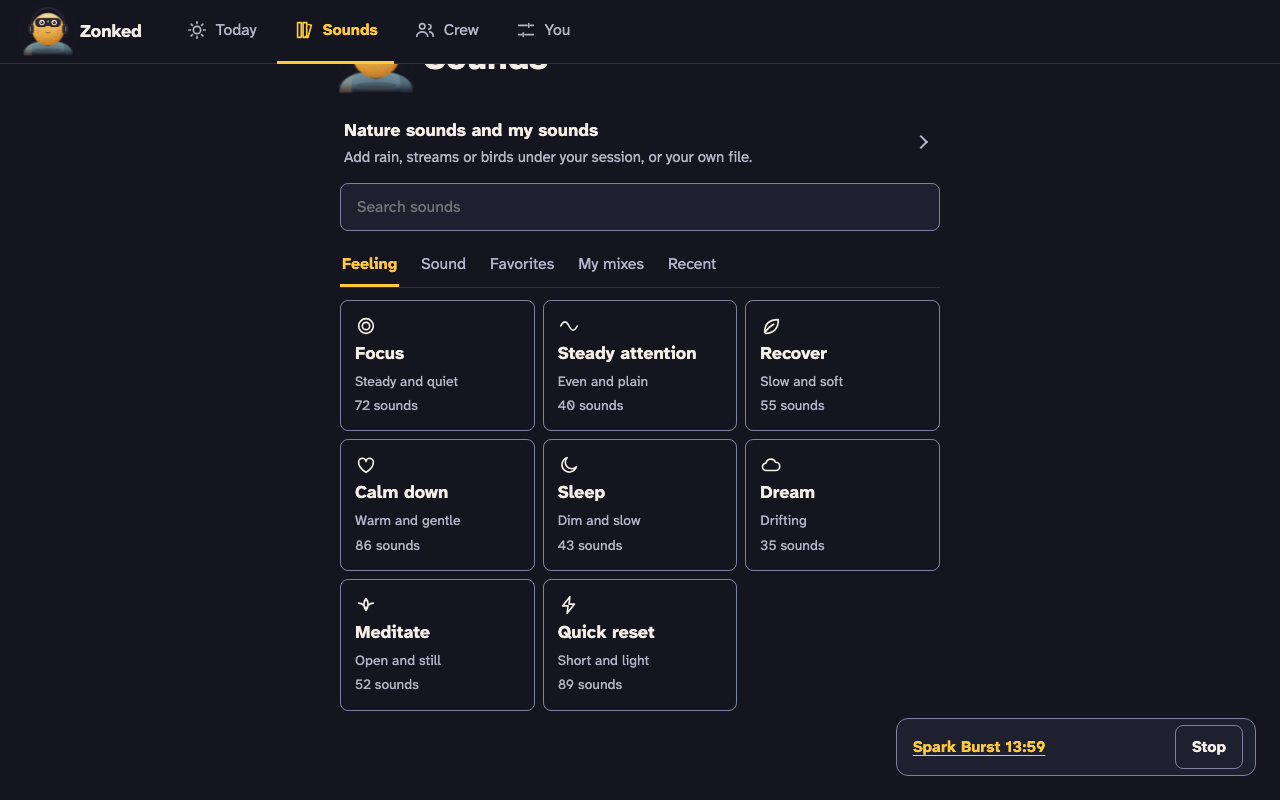 Zonked
Today
Sounds
Crew
You
Sounds
Nature sounds and my sounds
Add rain, streams or birds under your session, or your own file.
Search sounds
Feeling
Sound
Favorites
My mixes
Recent
Focus
Steady and quiet
72 sounds
Steady attention
Even and plain
40 sounds
Recover
Slow and soft
55 sounds
Calm down
Warm and gentle
86 sounds
Sleep
Dim and slow
43 sounds
Dream
Drifting
35 sounds
Meditate
Open and still
52 sounds
Quick reset
Short and light
89 sounds
Spark Burst 13:59
Stop